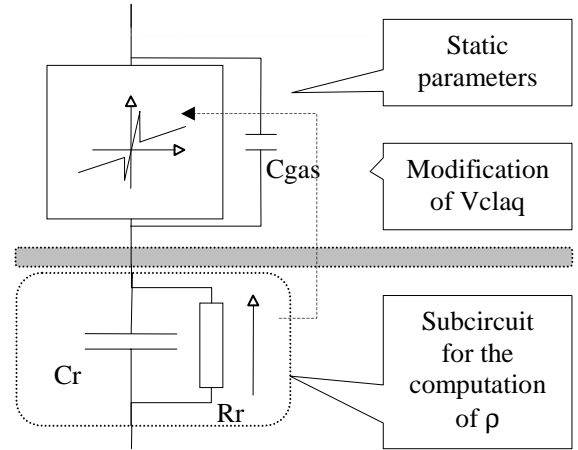 Static
parameters
Cgas
Modification
of Vclaq
Cr
Rr
Subcircuit
for the
computation
of ρ